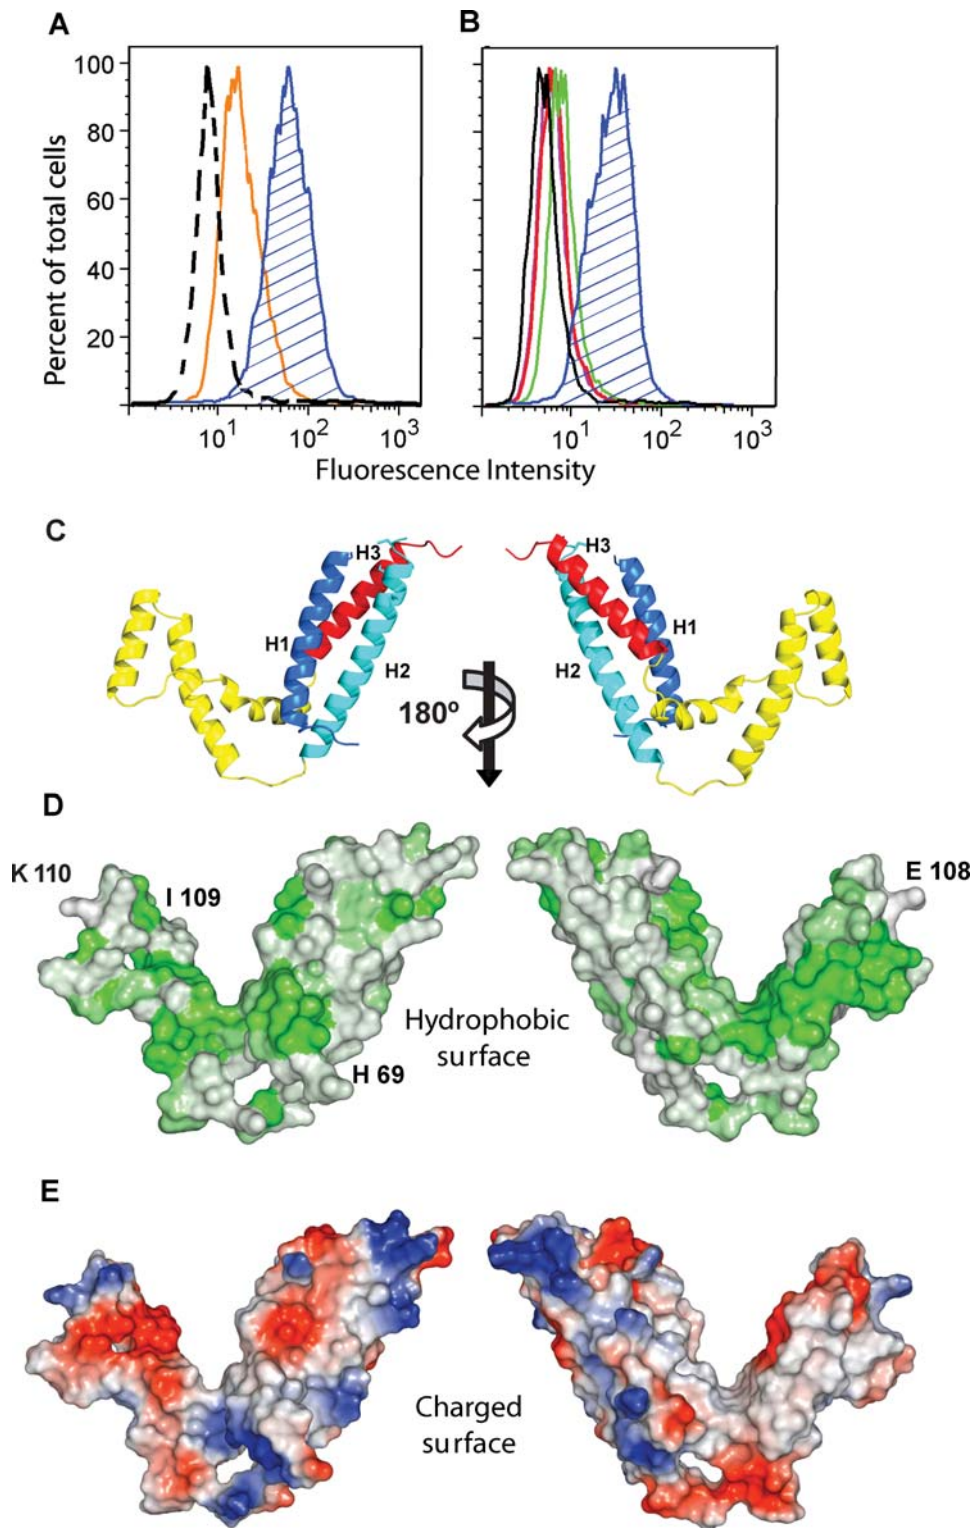 A
B
100
80
60
40
20
Percent of total cells
10¹ 10² 10³
10¹ 10² 10³
Fluorescence Intensity
C
H3
H3
H1
H1
H2
H2
180º
D
K 110
I 109
E 108
Hydrophobic
surface
H 69
E
Charged
surface